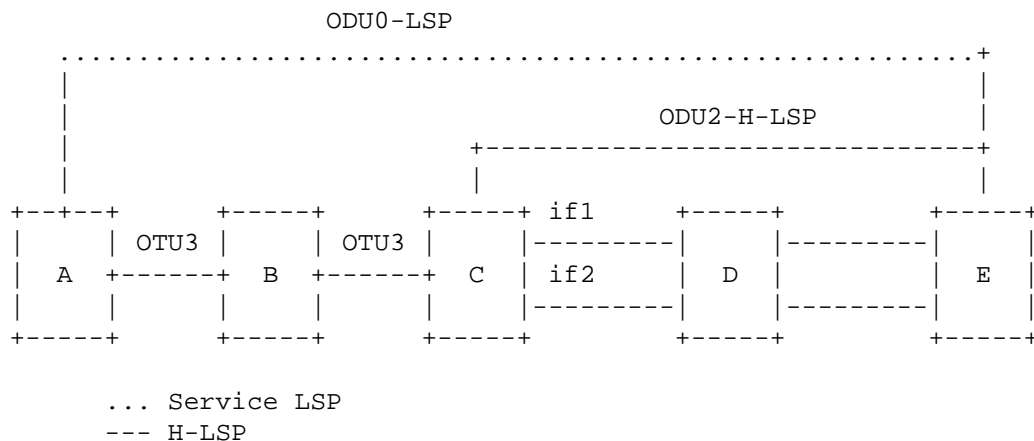 ODU0-LSP
ODU2-H-LSP
if1
OTU3 OTU3
A B C if2 D E
... Service LSP
--- H-LSP